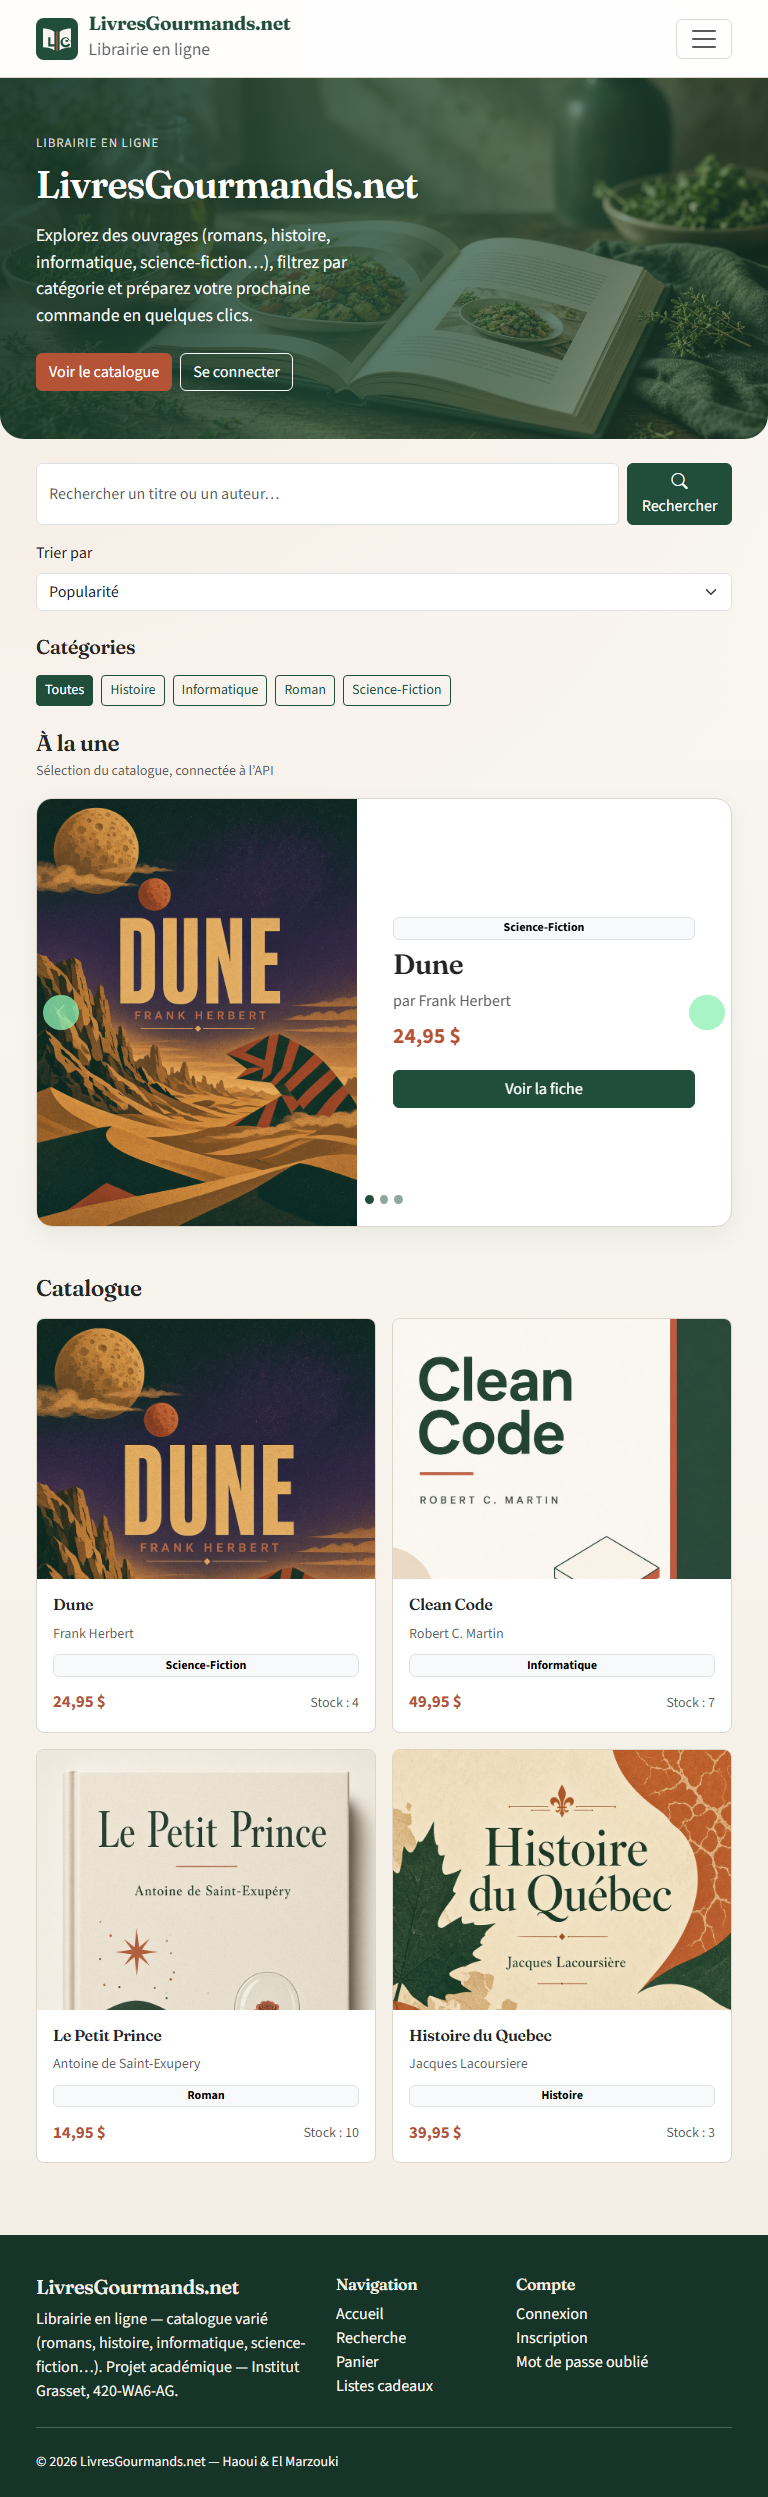 LivresGourmands.net
Librairie en ligne
LIBRAIRIE EN LIGNE
LivresGourmands.net
Explorez des ouvrages (romans, histoire,
informatique, science-fiction…), filtrez par
catégorie et préparez votre prochaine
commande en quelques clics.
Voir le catalogue
Se connecter
Rechercher un titre ou un auteur…
Rechercher
Trier par
Popularité
Catégories
Toutes
Histoire
Informatique
Roman
Science-Fiction
À la une
Sélection du catalogue, connectée à l'API
DUNE
FRANK HERBERT
Science-Fiction
Dune
par Frank Herbert
24,95 $
Voir la fiche
Catalogue
DUNE
FRANK HERBERT
Dune
Frank Herbert
Science-Fiction
24,95 $
Stock : 4
Clean
Code
ROBERT C. MARTIN
Clean Code
Robert C. Martin
Informatique
49,95 $
Stock : 7
Le Petit Prince
Antoine de Saint-Exupéry
Le Petit Prince
Antoine de Saint-Exupery
Roman
14,95 $
Stock : 10
Histoire
du Québec
Jacques Lacoursière
Histoire du Quebec
Jacques Lacoursiere
Histoire
39,95 $
Stock : 3
LivresGourmands.net
Librairie en ligne — catalogue varié
(romans, histoire, informatique, science-
fiction…). Projet académique — Institut
Grasset, 420-WA6-AG.
Navigation
Accueil
Recherche
Panier
Listes cadeaux
Compte
Connexion
Inscription
Mot de passe oublié
© 2026 LivresGourmands.net — Haoui & El Marzouki